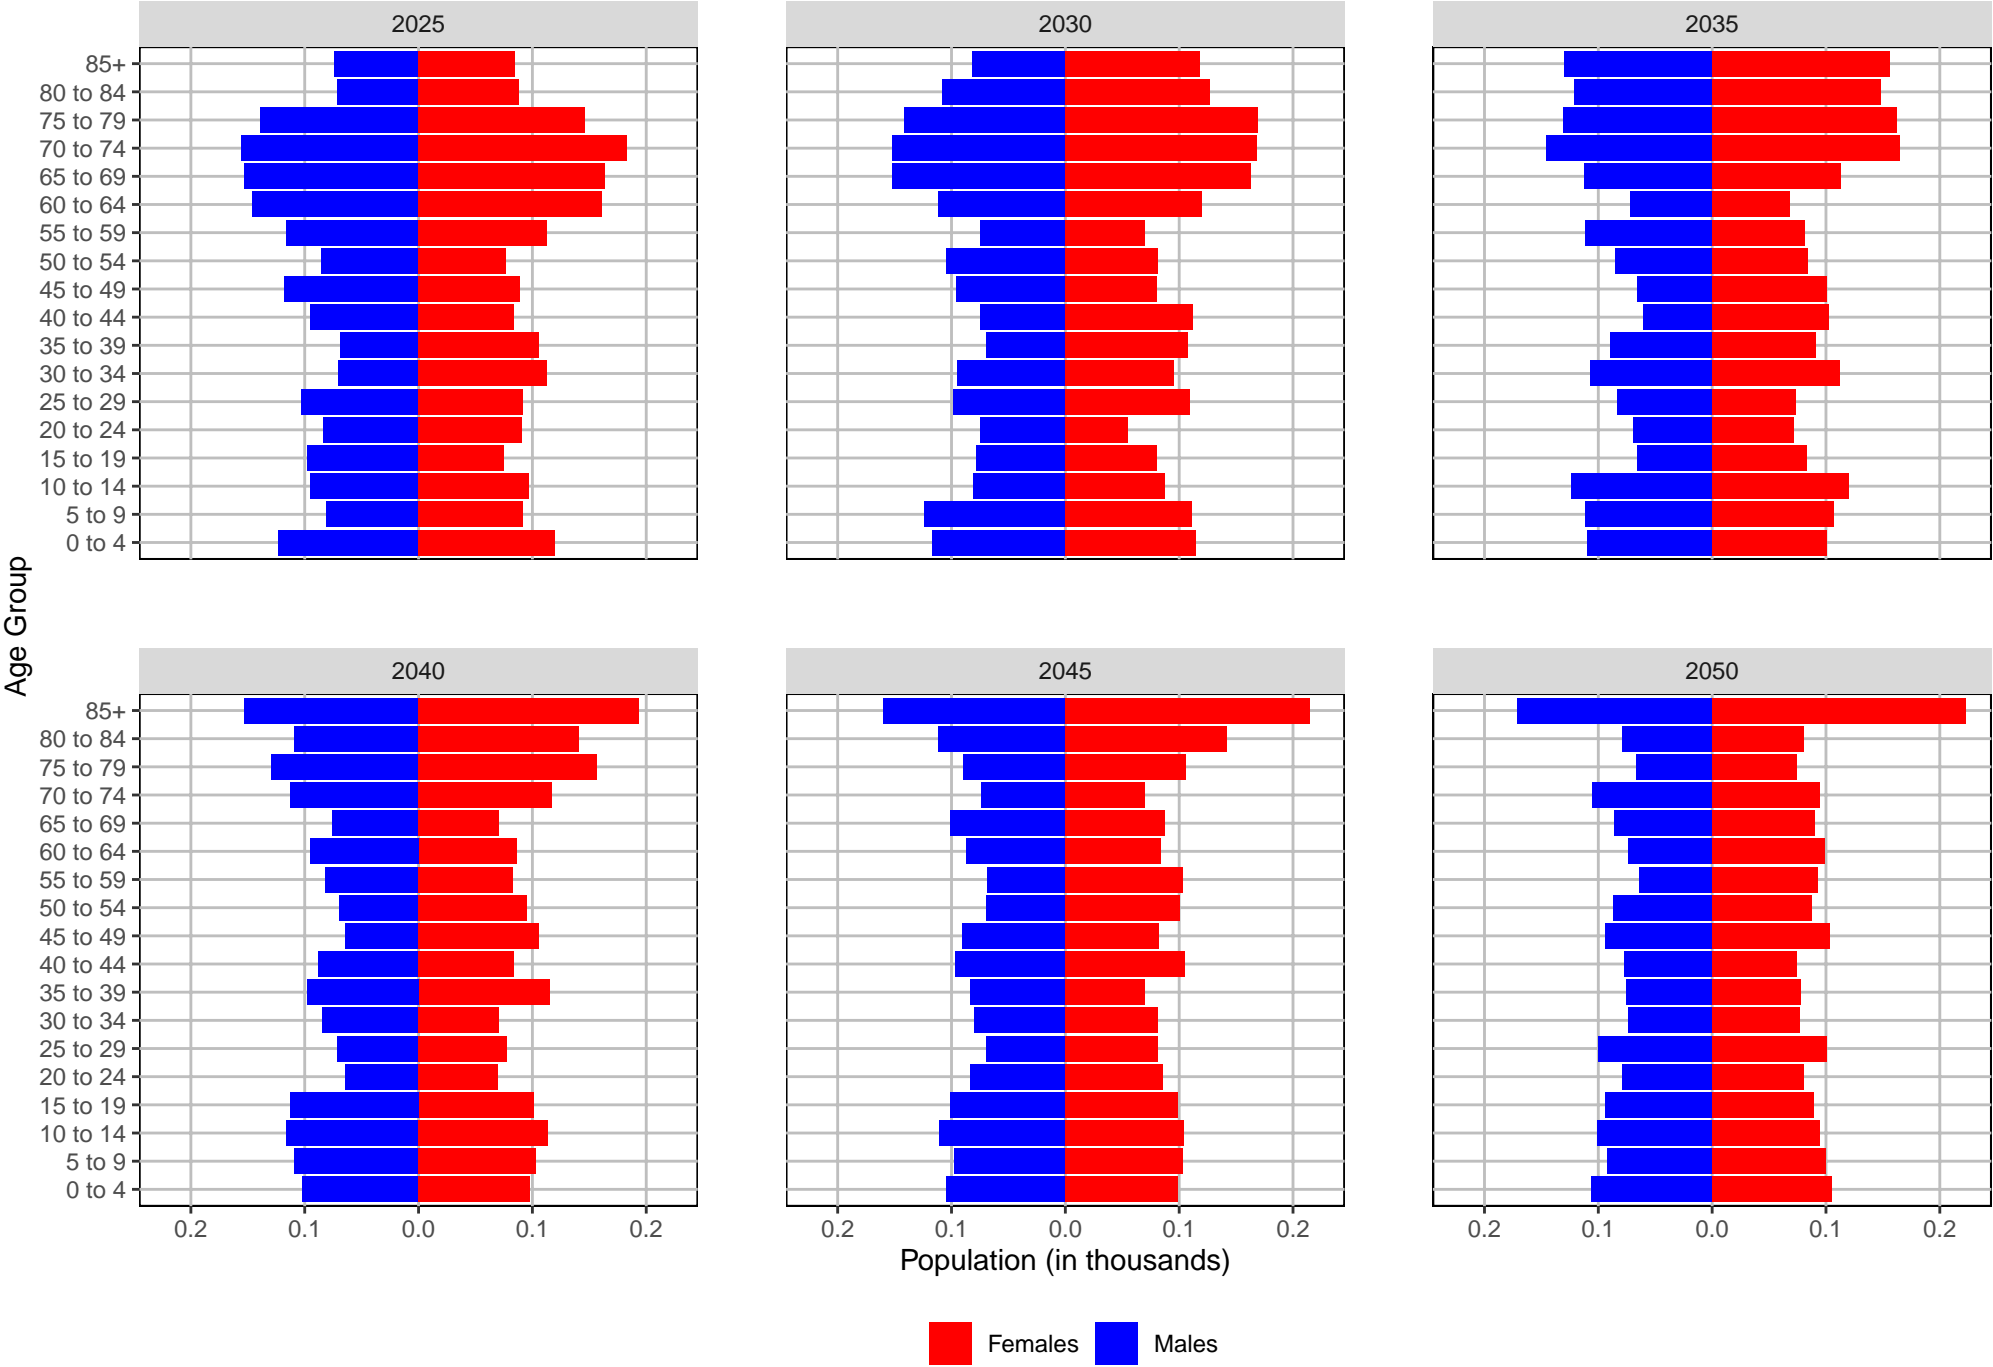 2025
2030
2035
85+
80 to 84
75 to 79
70 to 74
65 to 69
60 to 64
55 to 59
50 to 54
45 to 49
40 to 44
35 to 39
30 to 34
25 to 29
20 to 24
15 to 19
10 to 14
5 to 9
0 to 4
Age Group
2040
2045
2050
85+
80 to 84
75 to 79
70 to 74
65 to 69
60 to 64
55 to 59
50 to 54
45 to 49
40 to 44
35 to 39
30 to 34
25 to 29
20 to 24
15 to 19
10 to 14
5 to 9
0 to 4
0.2 0.1 0.0 0.1 0.2
0.2 0.1 0.0 0.1 0.2
0.2 0.1 0.0 0.1 0.2
Population (in thousands)
Females Males